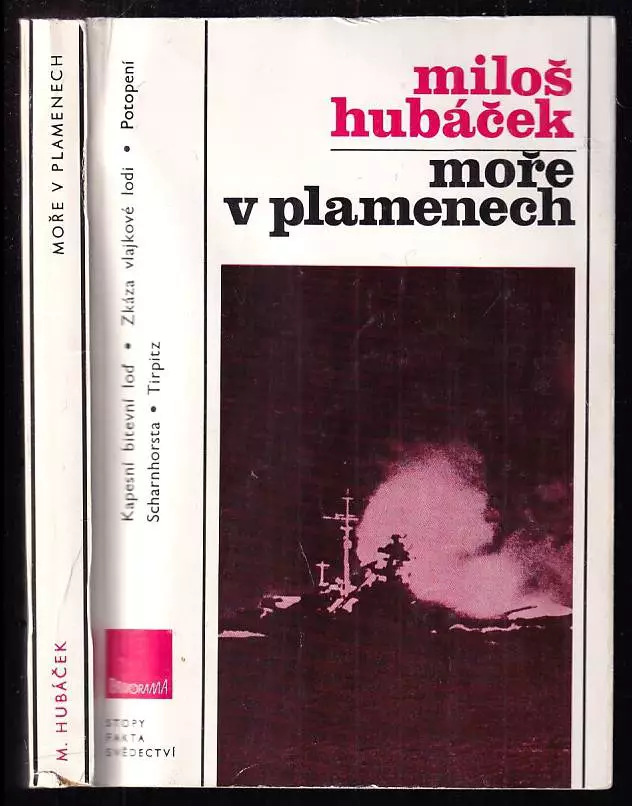 MOŘE V PLAMENECH
M. HUBÁČEK
Kapesní bitevní loď • Zkáza vlajkové lodi • Potopení
Scharnhorsta • Tirpitz
PANORAMA
STOPY
FAKTA
SVĚDECTVÍ
miloš
hubáček
moře
v plamenech